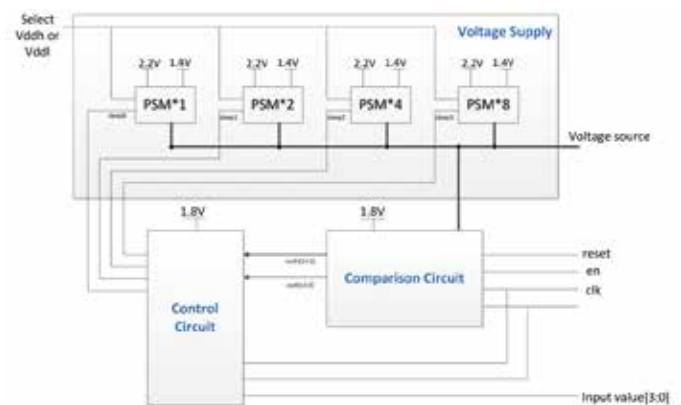 Select
Vddh or
Vddl
Voltage Supply
2.2V 1.4V
2.2V 1.4V
2.2V 1.4V
2.2V 1.4V
PSM*1
PSM*2
PSM*4
PSM*8
Voltage source
1.8V
1.8V
Control
Circuit
Comparison Circuit
reset
en
clk
Input value[3:0]